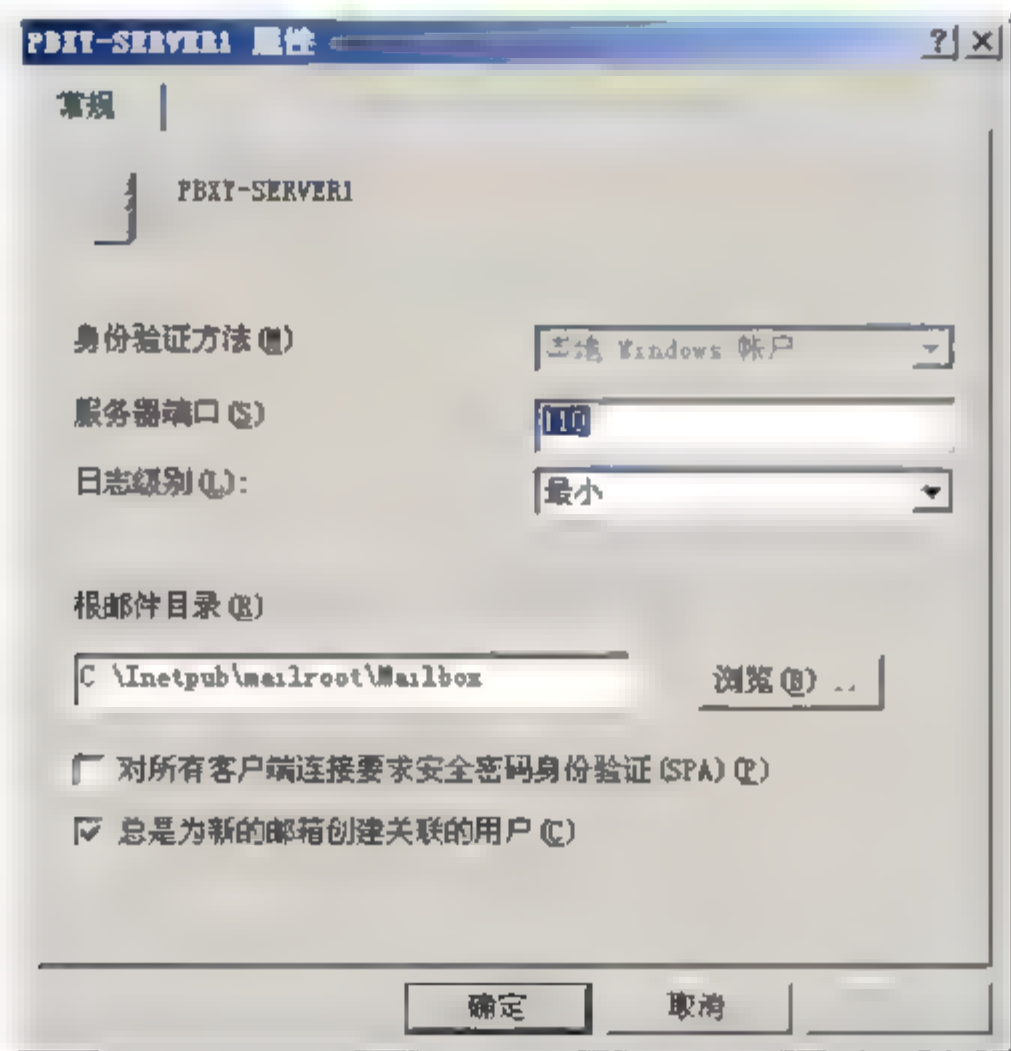 PBXY-SERVER1 属性
常规
PBXY-SERVER1
身份验证方法(M)
本地 Windows 帐户
服务器端口(S)
110
日志级别(L):
最小
根邮件目录(R)
C \Inetpub\mailroot\Mailbox
浏览(B) ..
对所有客户端连接要求安全密码身份验证(SPA)(P)
总是为新的邮箱创建关联的用户(C)
确定
取消